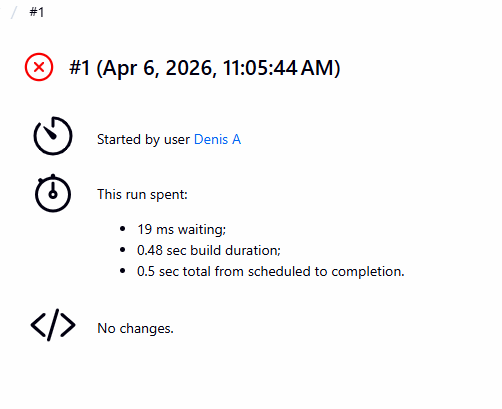 / #1
#1 (Apr 6, 2026, 11:05:44 AM)
Started by user Denis A
This run spent:
• 19 ms waiting;
• 0.48 sec build duration;
• 0.5 sec total from scheduled to completion.
</> No changes.